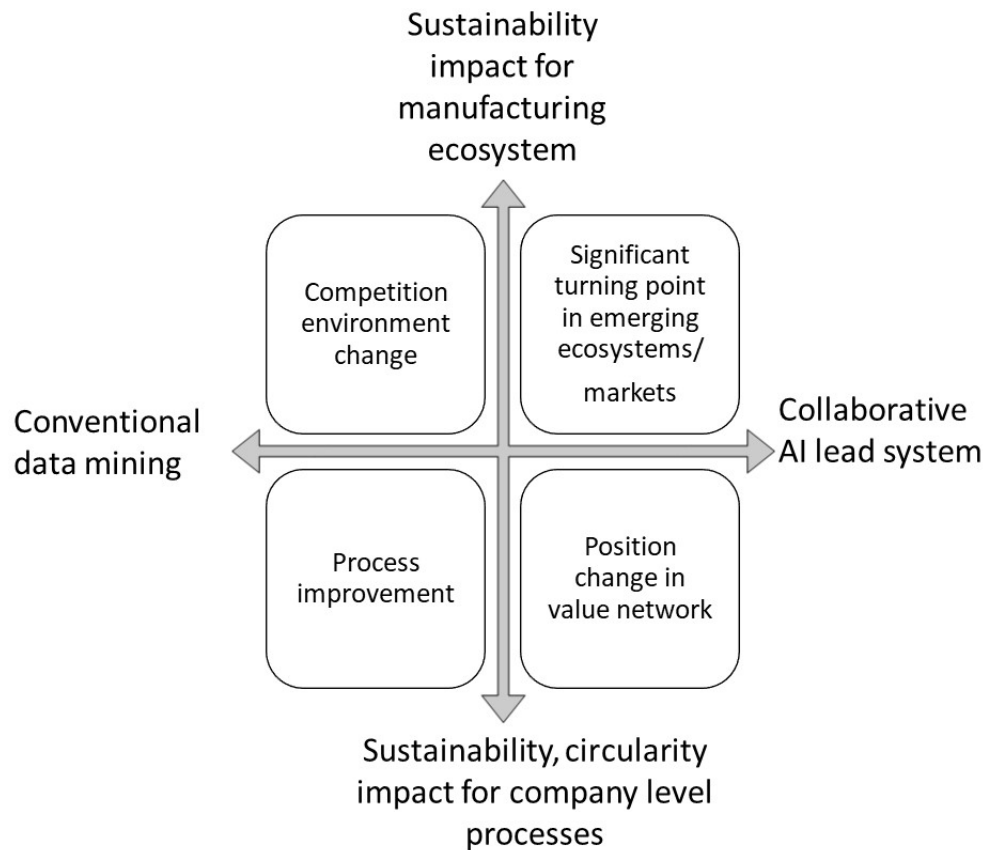 Sustainability
impact for
manufacturing
ecosystem
Competition
environment
change
Significant
turning point
in emerging
ecosystems/
markets
Conventional
data mining
Collaborative
AI lead system
Process
improvement
Position
change in
value network
Sustainability, circularity
impact for company level
processes